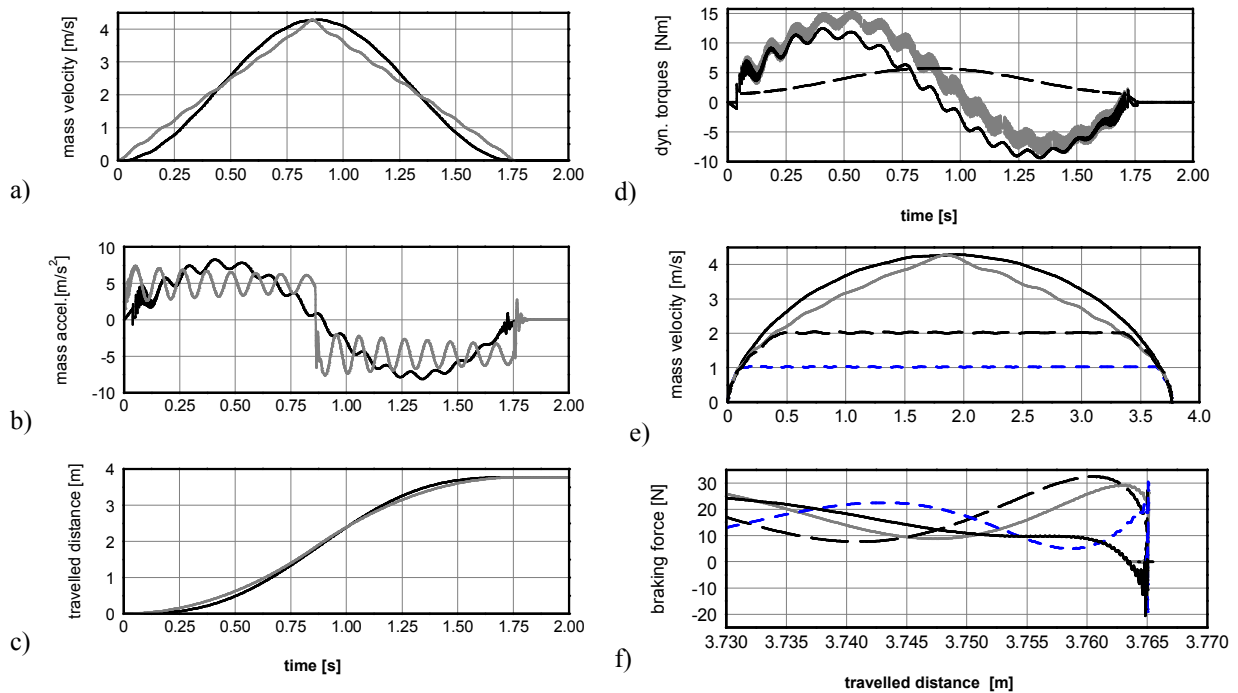 a)
mass velocity [m/s]
4
3
2
1
0
0 0.25 0.50 0.75 1.00 1.25 1.50 1.75 2.00
b)
mass accel.[m/s2]
10
5
0
-5
-10
0 0.25 0.50 0.75 1.00 1.25 1.50 1.75 2.00
c)
travelled distance [m]
4
3
2
1
0
0 0.25 0.50 0.75 1.00 1.25 1.50 1.75 2.00
time [s]
d)
dyn. torques [Nm]
15
10
5
0
-5
-10
0 0.25 0.50 0.75 1.00 1.25 1.50 1.75 2.00
time [s]
e)
mass velocity [m/s]
4
3
2
1
0
0 0.5 1.0 1.5 2.0 2.5 3.0 3.5 4.0
f)
braking force [N]
30
20
10
0
-10
-20
3.730 3.735 3.740 3.745 3.750 3.755 3.760 3.765 3.770
travelled distance [m]